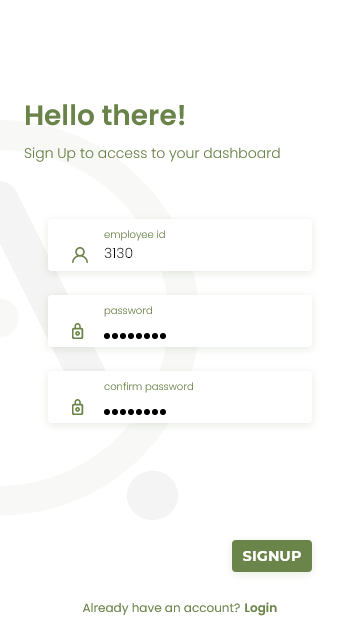 Hello there!
Sign Up to access to your dashboard
employee id
3130
password
●●●●●●●●
confirm password
●●●●●●●●
SIGNUP
Already have an account? Login